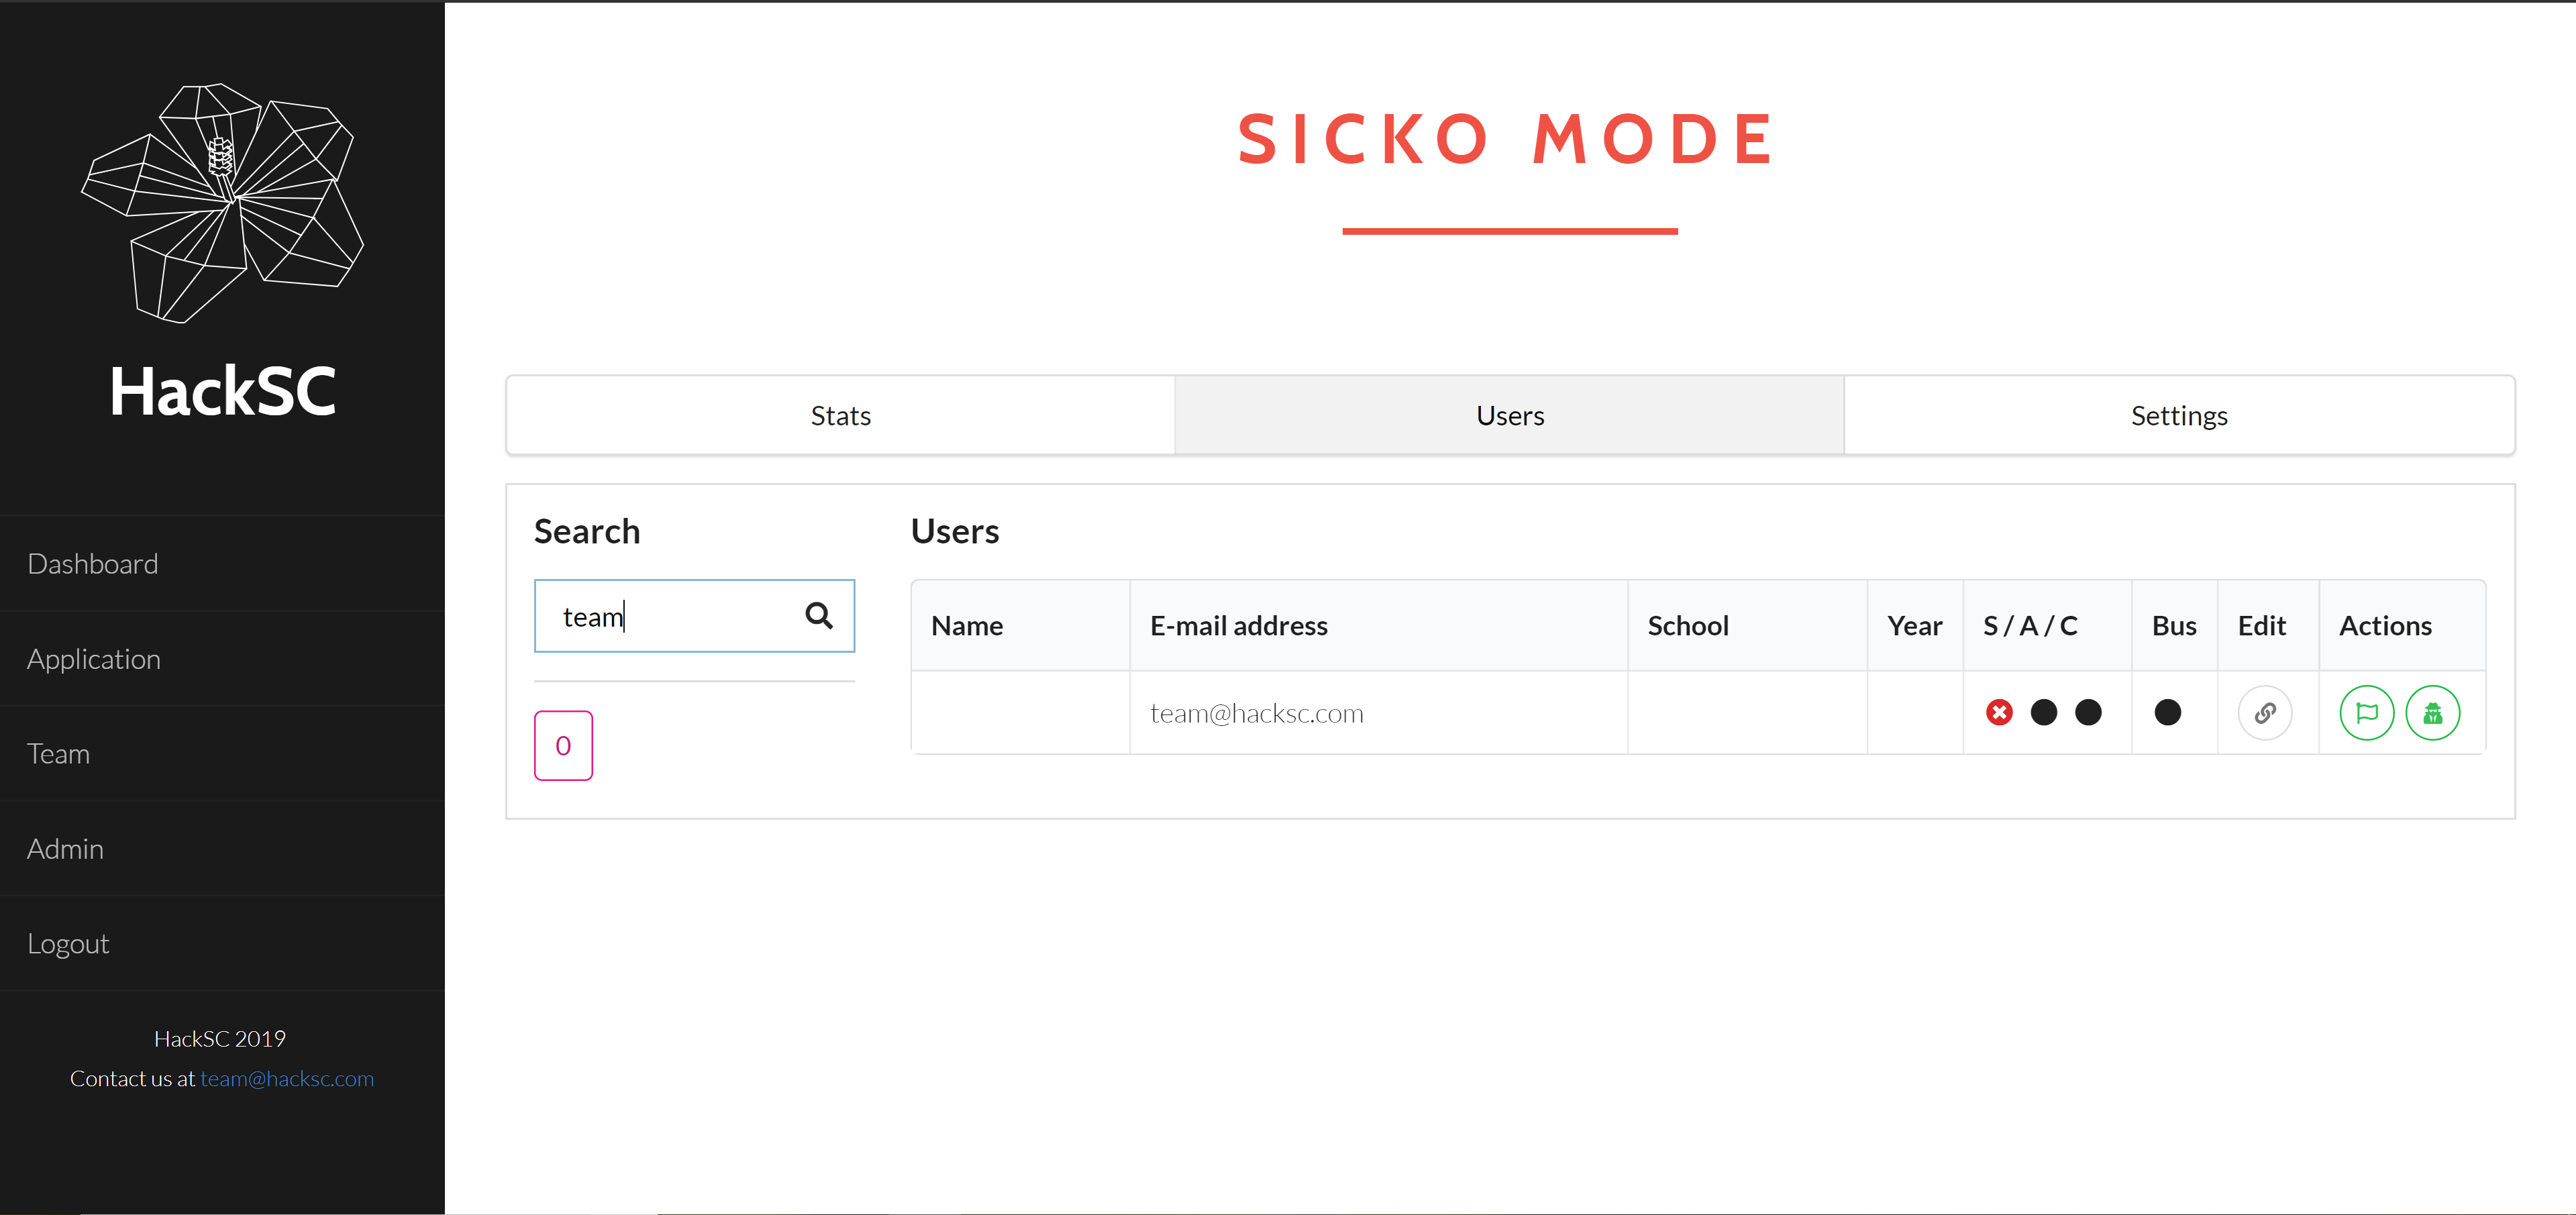 HackSC
Dashboard
Application
Team
Admin
Logout
HackSC 2019
Contact us at team@hacksc.com
SICKO MODE
Stats Users Settings
Search
team
0
Users
Name E-mail address School Year S / A / C Bus Edit Actions
team@hacksc.com